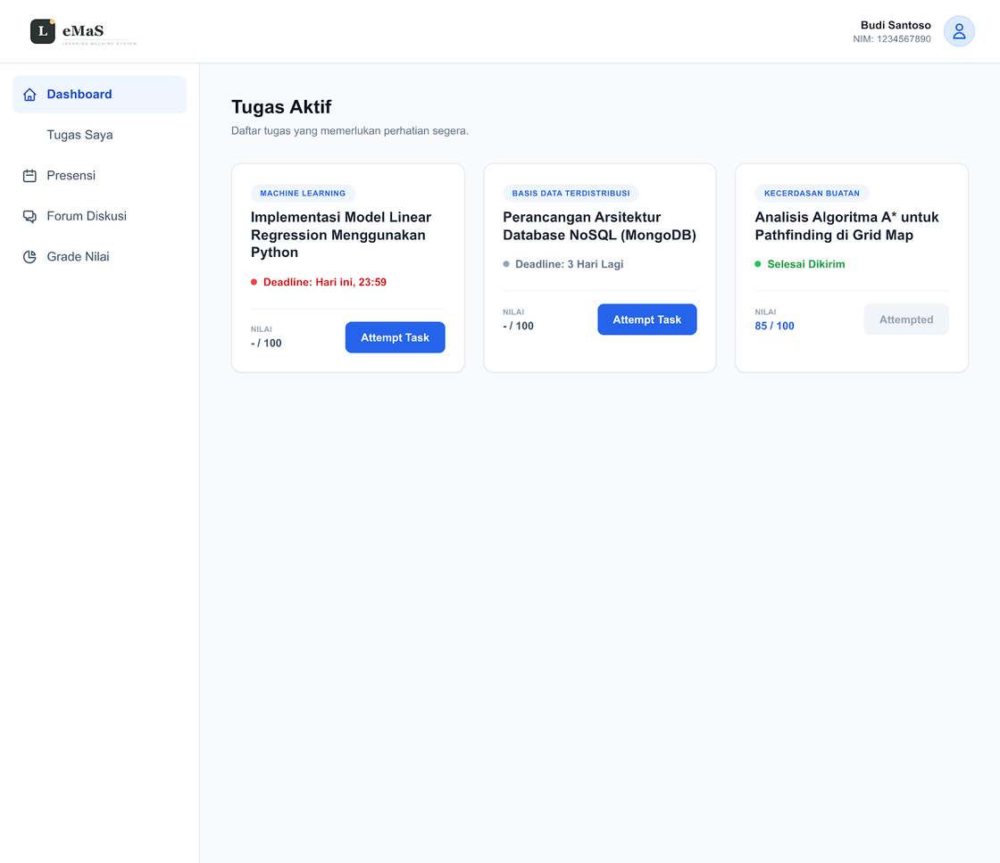 L eMaS
LEARNING MACHINE SYSTEM
Budi Santoso
NIM: 1234567890
Dashboard
Tugas Saya
Presensi
Forum Diskusi
Grade Nilai
Tugas Aktif
Daftar tugas yang memerlukan perhatian segera.
MACHINE LEARNING
Implementasi Model Linear
Regression Menggunakan
Python
Deadline: Hari ini, 23:59
NILAI
- / 100
Attempt Task
BASIS DATA TERDISTRIBUSI
Perancangan Arsitektur
Database NoSQL (MongoDB)
Deadline: 3 Hari Lagi
NILAI
- / 100
Attempt Task
KECERDASAN BUATAN
Analisis Algoritma A* untuk
Pathfinding di Grid Map
Selesai Dikirim
NILAI
85 / 100
Attempted